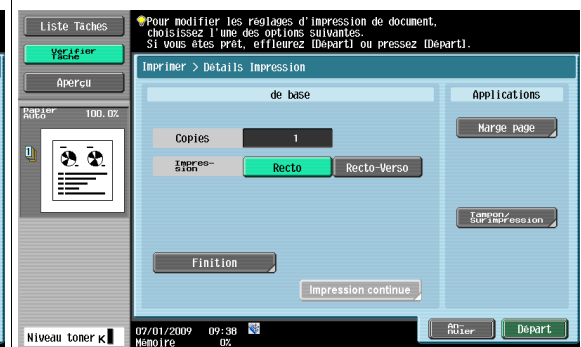 Liste Tâches
Pour modifier les réglages d'impression de document,
choisissez l'une des options suivantes.
Si vous êtes prêt, effleurez [Départ] ou pressez [Départ].
Vérifier
Tâche
Aperçu
Imprimer > Détails Impression
de base
Applications
Papier
Auto
100.0%
Copies
1
Marge page
Impres-
sion
Recto
Recto-Verso
Tampon/
Surimpression
Finition
Impression continue
Niveau toner K
07/01/2009
09:38
Mémoire
0%
An-
nuler
Départ